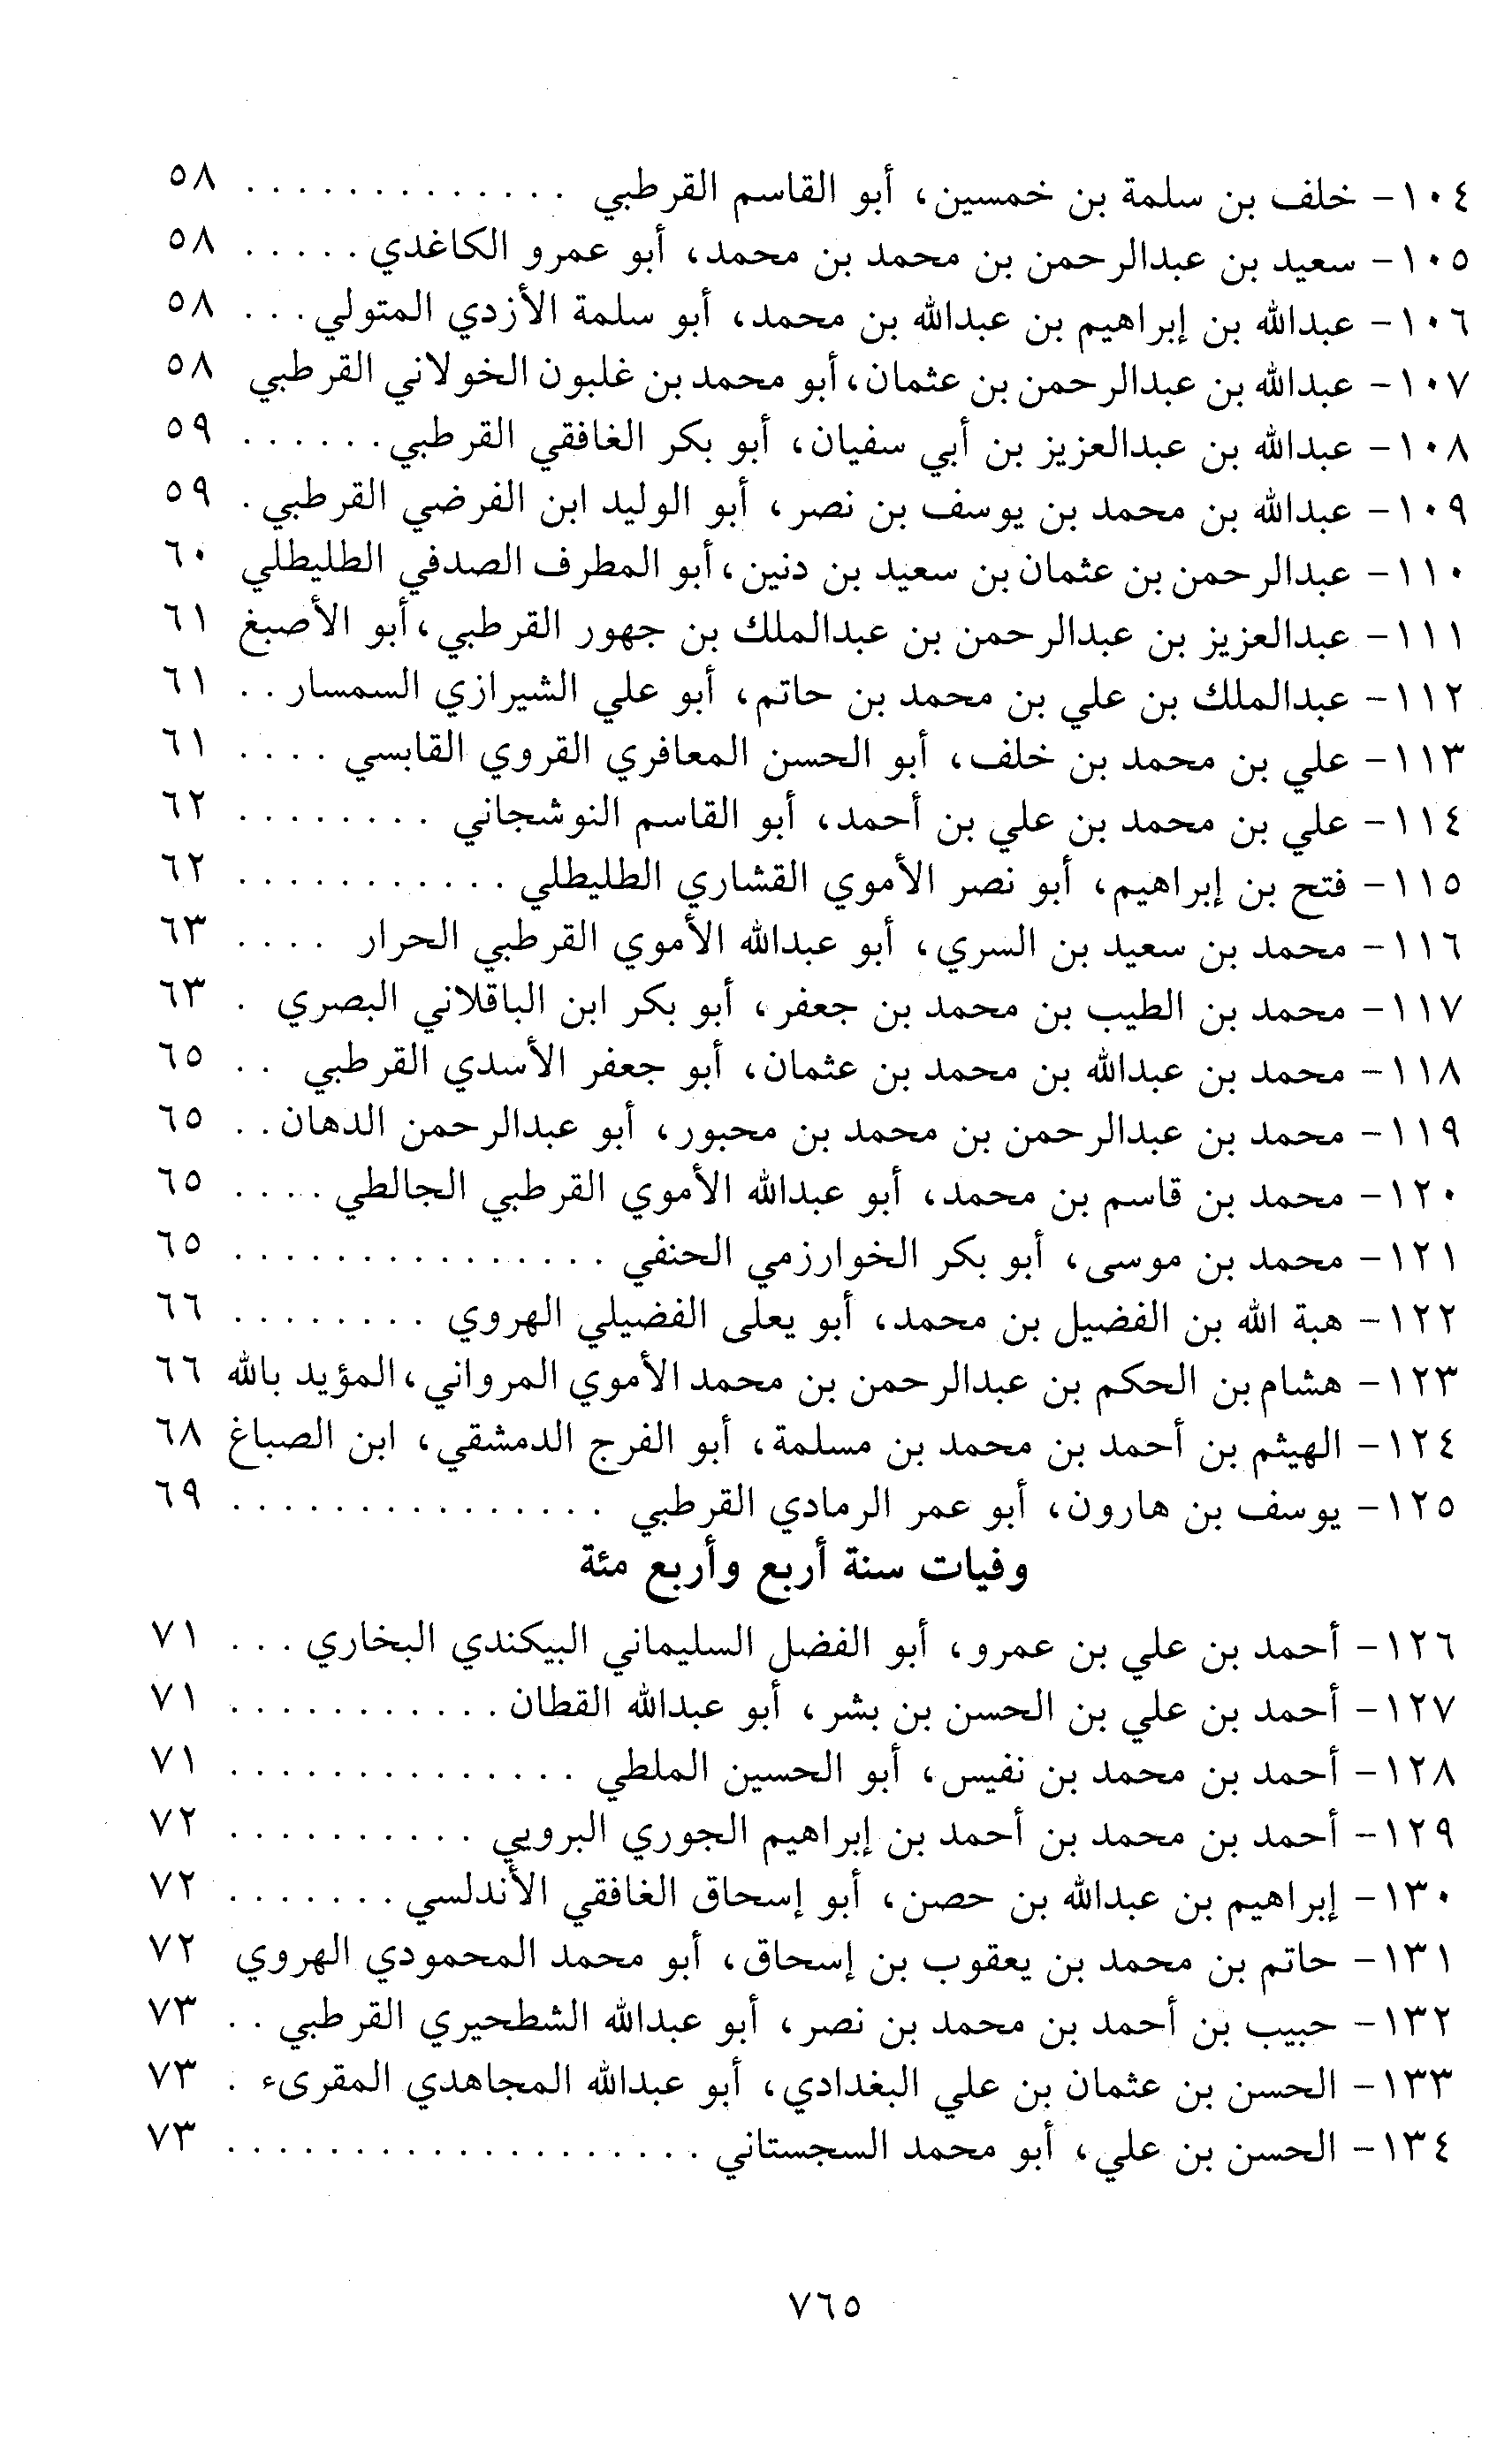 ١٠٤- خلف بن سلمة بن خمسين، أبو القاسم القرطبي . . . . . . . . . . . . . ٥٨
١٠٥- سعيد بن عبدالرحمن بن محمد بن محمد، أبو عمرو الكاغدي . . . . . ٥٨
١٠٦- عبدالله بن إبراهيم بن عبدالله بن محمد، أبو سلمة الأزدي المتولي . . . ٥٨
١٠٧- عبدالله بن عبدالرحمن بن عثمان، أبو محمد بن غلبون الخولاني القرطبي ٥٨
١٠٨- عبدالله بن عبدالعزيز بن أبي سفيان، أبو بكر الغافقي القرطبي . . . . . . ٥٩
١٠٩- عبدالله بن محمد بن يوسف بن نصر، أبو الوليد ابن الفرضي القرطبي . ٥٩
١١٠- عبدالرحمن بن عثمان بن سعيد بن دنين، أبو المطرف الصدفي الطليطلي ٦٠
١١١- عبدالعزيز بن عبدالرحمن بن عبدالملك بن جهور القرطبي، أبو الأصبغ ٦١
١١٢- عبدالملك بن علي بن محمد بن حاتم، أبو علي الشيرازي السمسار . . ٦١
١١٣- علي بن محمد بن خلف، أبو الحسن المعافري القروي القابسي . . . . ٦١
١١٤- علي بن محمد بن علي بن أحمد، أبو القاسم النوشجاني . . . . . . . . ٦٢
١١٥- فتح بن إبراهيم، أبو نصر الأموي القشاري الطليطلي . . . . . . . . . . . ٦٢
١١٦- محمد بن سعيد بن السري، أبو عبدالله الأموي القرطبي الحرار . . . . ٦٣
١١٧- محمد بن الطيب بن محمد بن جعفر، أبو بكر ابن الباقلاني البصري . ٦٣
١١٨- محمد بن عبدالله بن محمد بن عثمان، أبو جعفر الأسدي القرطبي . . ٦٥
١١٩- محمد بن عبدالرحمن بن محمد بن محبور، أبو عبدالرحمن الدهان . . ٦٥
١٢٠- محمد بن قاسم بن محمد، أبو عبدالله الأموي القرطبي الجالطي . . . . ٦٥
١٢١- محمد بن موسى، أبو بكر الخوارزمي الحنفي . . . . . . . . . . . . . . . ٦٥
١٢٢- هبة الله بن الفضيل بن محمد، أبو يعلى الفضيلي الهروي . . . . . . . . ٦٦
١٢٣- هشام بن الحكم بن عبدالرحمن بن محمد الأموي المرواني، المؤيد بالله ٦٦
١٢٤- الهيثم بن أحمد بن محمد بن مسلمة، أبو الفرج الدمشقي، ابن الصباغ ٦٨
١٢٥- يوسف بن هارون، أبو عمر الرمادي القرطبي . . . . . . . . . . . . . . . ٦٩
وفيات سنة أربع وأربع مئة
١٢٦- أحمد بن علي بن عمرو، أبو الفضل السليماني البيكندي البخاري . . . ٧١
١٢٧- أحمد بن علي بن الحسن بن بشر، أبو عبدالله القطان . . . . . . . . . . . ٧١
١٢٨- أحمد بن محمد بن نفيس، أبو الحسين الملطي . . . . . . . . . . . . . . ٧١
١٢٩- أحمد بن محمد بن أحمد بن إبراهيم الجوري البرويي . . . . . . . . . . ٧٢
١٣٠- إبراهيم بن عبدالله بن حصن، أبو إسحاق الغافقي الأندلسي . . . . . . . ٧٢
١٣١- حاتم بن محمد بن يعقوب بن إسحاق، أبو محمد المحمودي الهروي ٧٢
١٣٢- حبيب بن أحمد بن محمد بن نصر، أبو عبدالله الشطحيري القرطبي . . ٧٣
١٣٣- الحسن بن عثمان بن علي البغدادي، أبو عبدالله المجاهدي المقرىء . ٧٣
١٣٤- الحسن بن علي، أبو محمد السجستاني . . . . . . . . . . . . . . . . . . . ٧٣
٧٦٥